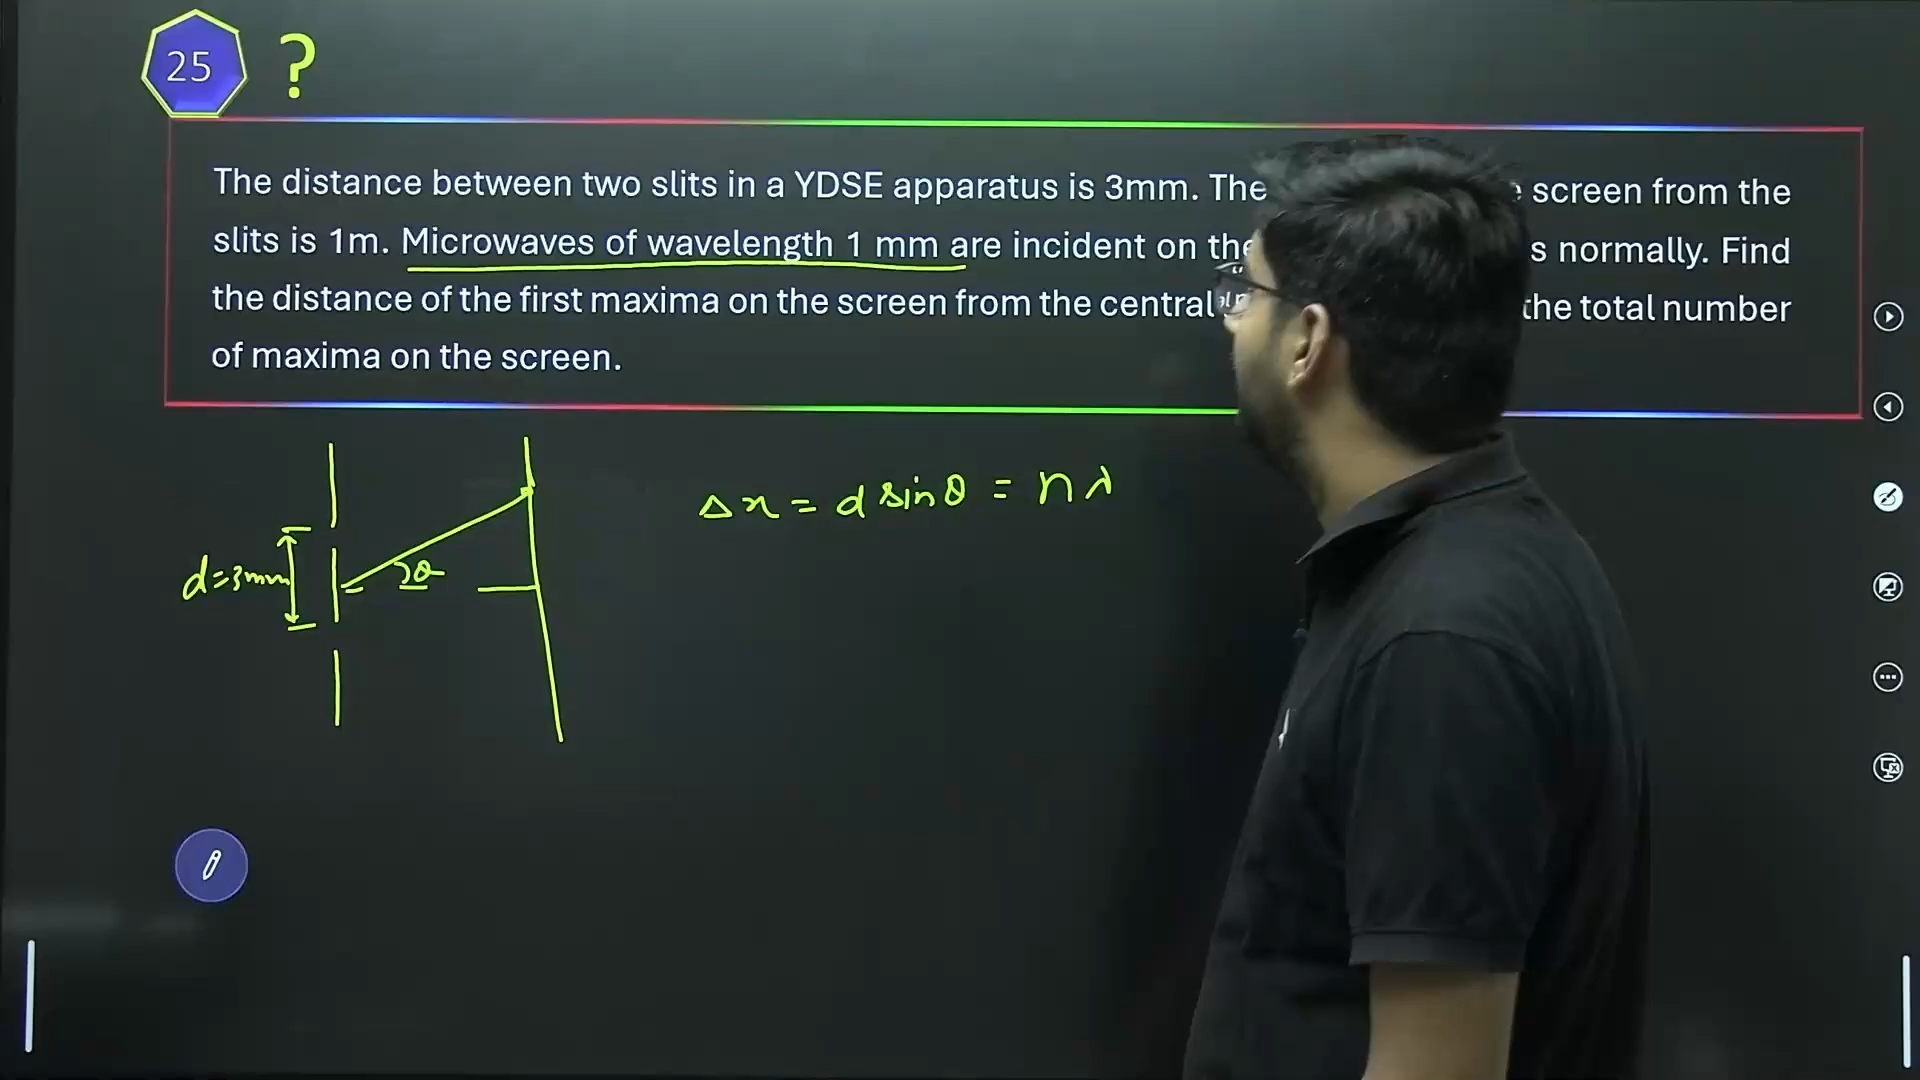 25 ?
The distance between two slits in a YDSE apparatus is 3mm. The screen from the
slits is 1m. Microwaves of wavelength 1 mm are incident on the s normally. Find
the distance of the first maxima on the screen from the central the total number
of maxima on the screen.
Δx = d sinθ = nλ
d=3mm
θ